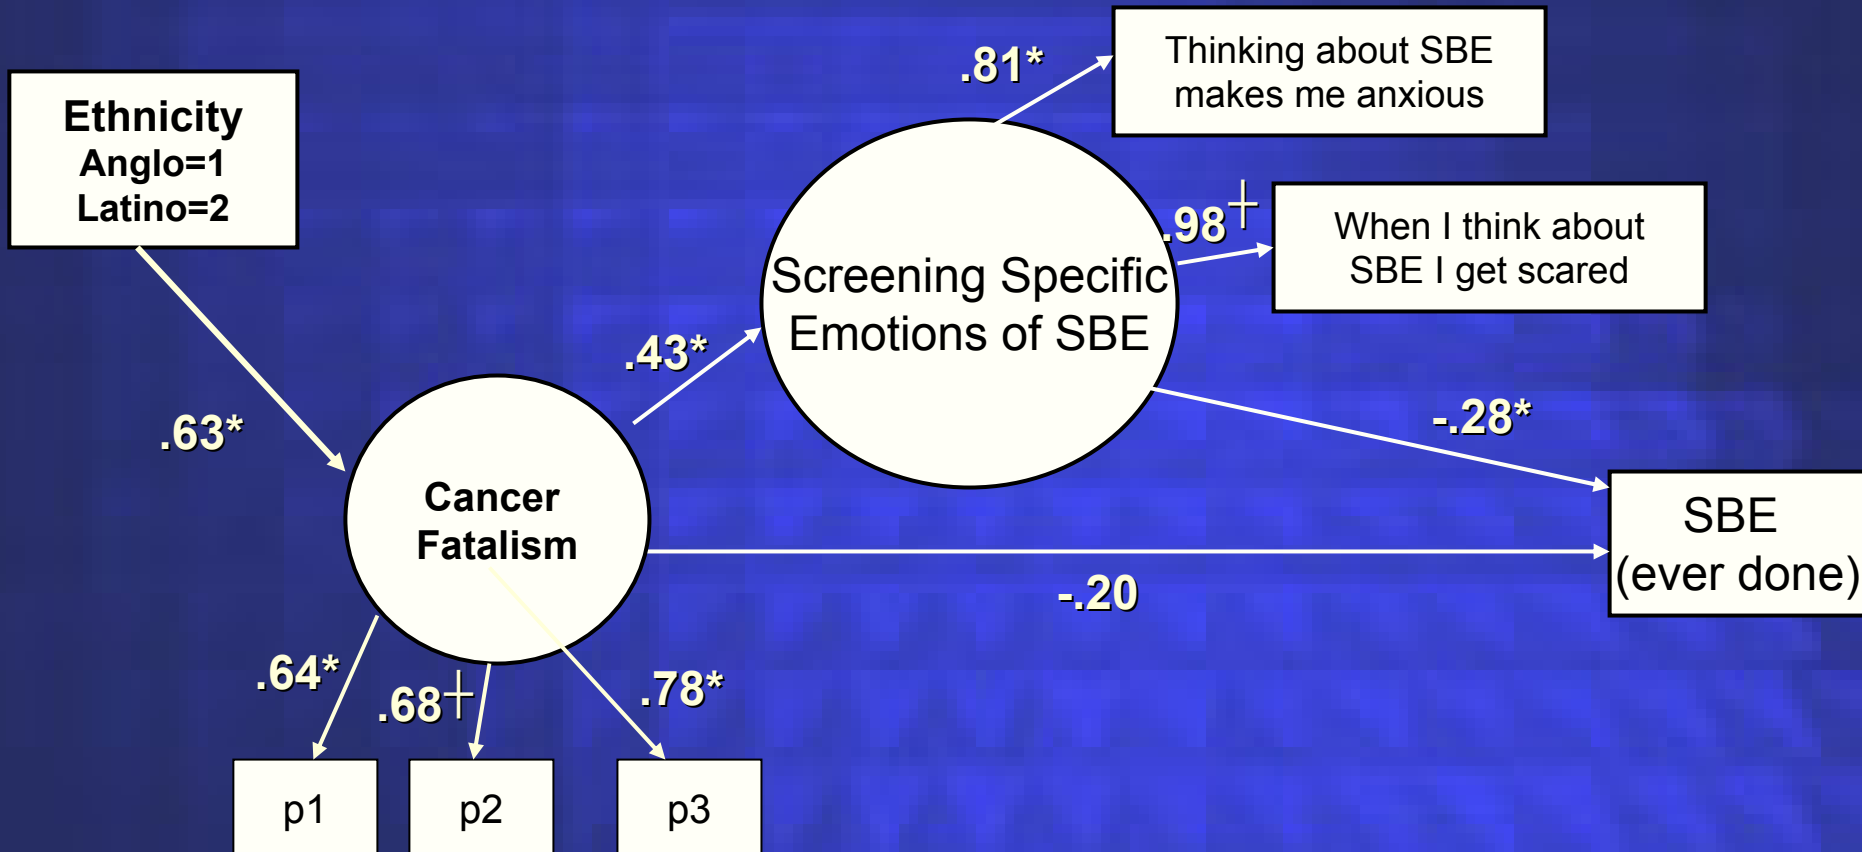 Thinking about SBE
makes me anxious
.81*
Ethnicity
Anglo=1
Latino=2
.98┼
When I think about
SBE I get scared
Screening Specific
Emotions of SBE
.43*
.63*
-.28*
Cancer
Fatalism
SBE
(ever done)
-.20
.64*
.68┼
.78*
p1
p2
p3